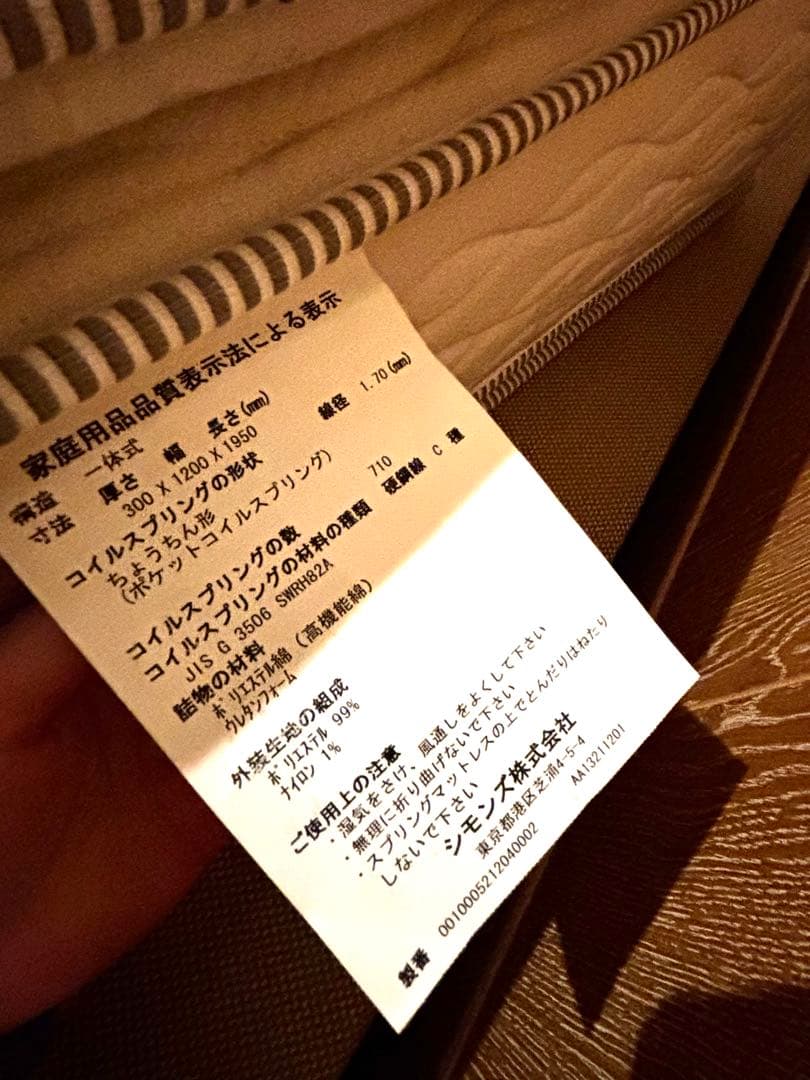 家庭用品品質表示法による表示
構造 一体式
寸法 厚さ 幅 長さ(mm) 線径 1.70(mm)
300 X 1200 X 1950
コイルスプリングの形状
ちょうちん形
(ポケットコイルスプリング)
コイルスプリングの数 710
コイルスプリングの材料の種類 硬鋼線 C 種
JIS G 3506 SWRH82A
詰物の材料
ポリエステル綿 (高機能綿)
ウレタンフォーム
外装生地の組成
ポリエステル 99%
ナイロン 1%
ご使用上の注意
・湿気をさけ、風通しをよくして下さい
・無理に折り曲げないで下さい
・スプリングマットレスの上でとんだりはねたり
しないで下さい
シモンズ株式会社
東京都港区芝浦4-5-4
AA13211201
製番 0010005212040002